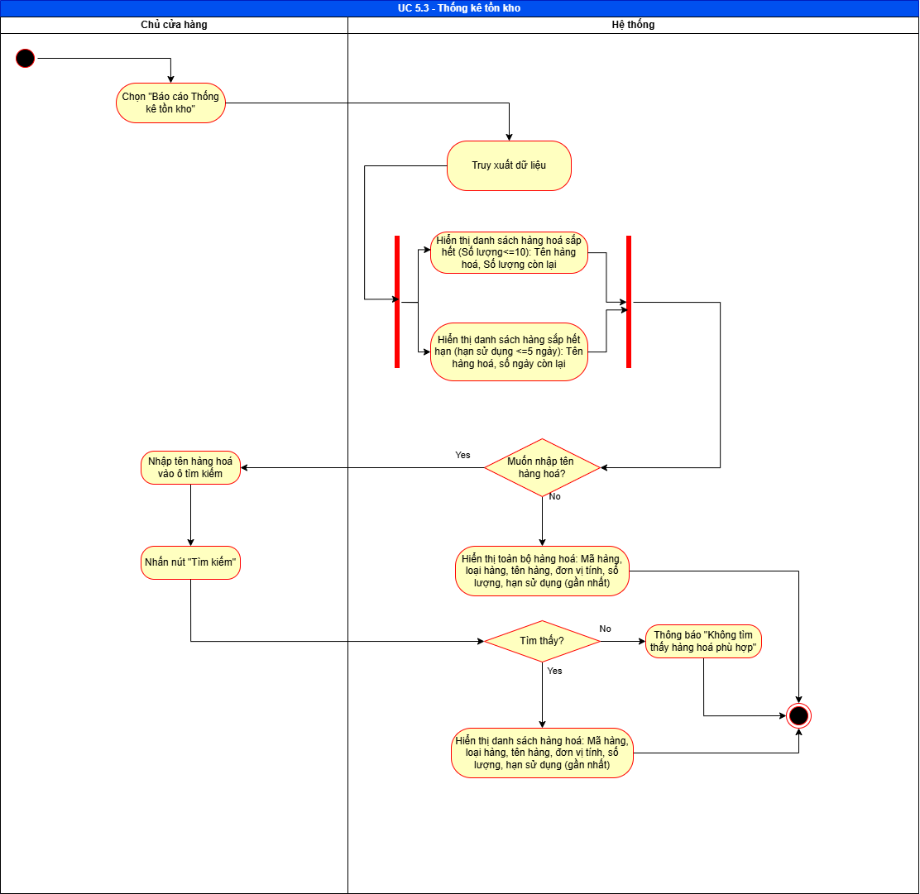 UC 5.3 - Thống kê tồn kho
Chủ cửa hàng
Hệ thống
Chọn "Báo cáo Thống
kê tồn kho"
Truy xuất dữ liệu
Hiển thị danh sách hàng hoá sắp
hết (Số lượng<=10): Tên hàng
hoá, Số lượng còn lại
Hiển thị danh sách hàng sắp hết
hạn (hạn sử dụng <=5 ngày): Tên
hàng hoá, số ngày còn lại
Muốn nhập tên
hàng hoá?
Yes
No
Nhập tên hàng hoá
vào ô tìm kiếm
Nhấn nút "Tìm kiếm"
Hiển thị toàn bộ hàng hoá: Mã hàng,
loại hàng, tên hàng, đơn vị tính, số
lượng, hạn sử dụng (gần nhất)
Tìm thấy?
No
Thông báo "Không tìm
thấy hàng hoá phù hợp"
Yes
Hiển thị danh sách hàng hoá: Mã hàng,
loại hàng, tên hàng, đơn vị tính, số
lượng, hạn sử dụng (gần nhất)